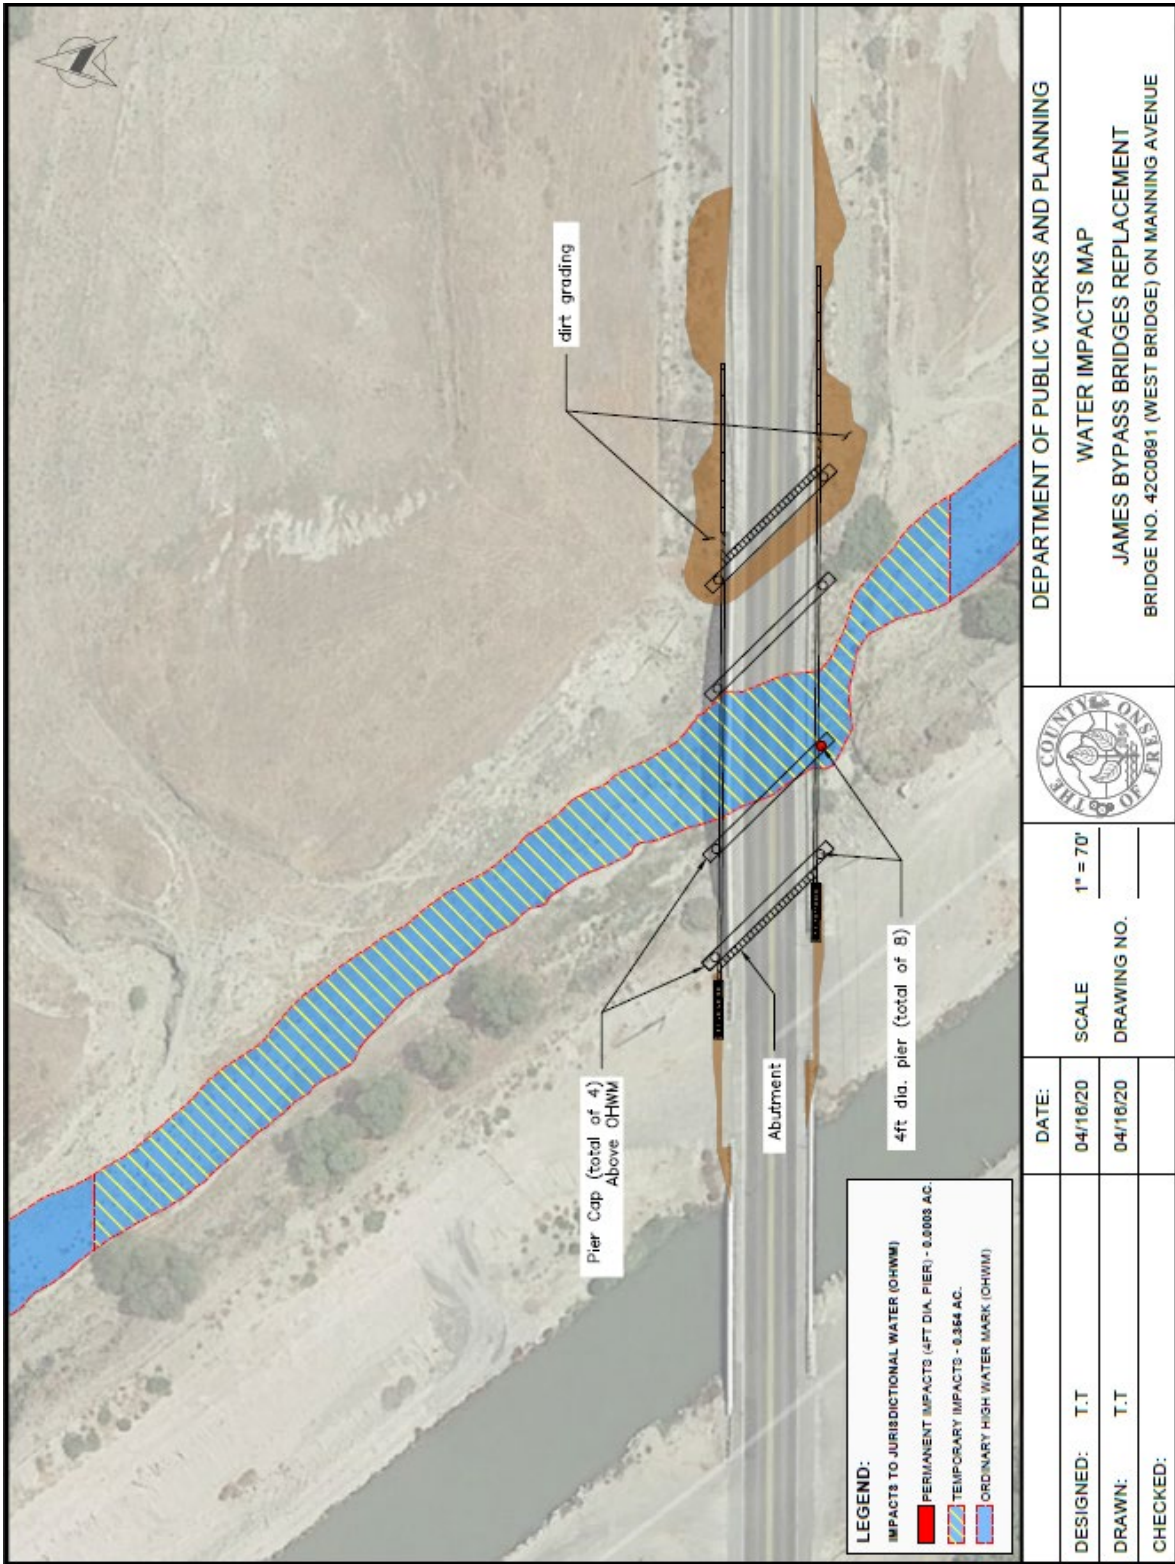 dirt grading
Pier Cap (total of 4)
Above OHWM
Abutment
4ft dia. pier (total of 8)
LEGEND:
IMPACTS TO JURISDICTIONAL WATER (OHWM)
PERMANENT IMPACTS (4FT DIA. PIER) - 0.0003 AC.
TEMPORARY IMPACTS - 0.354 AC.
ORDINARY HIGH WATER MARK (OHWM)
DESIGNED: T.T
DRAWN: T.T
CHECKED:
DATE:
04/16/20
04/16/20
SCALE 1" = 70'
DRAWING NO.
THE COUNTY OF FRESNO
1856
DEPARTMENT OF PUBLIC WORKS AND PLANNING
WATER IMPACTS MAP
JAMES BYPASS BRIDGES REPLACEMENT
BRIDGE NO. 42C0691 (WEST BRIDGE) ON MANNING AVENUE